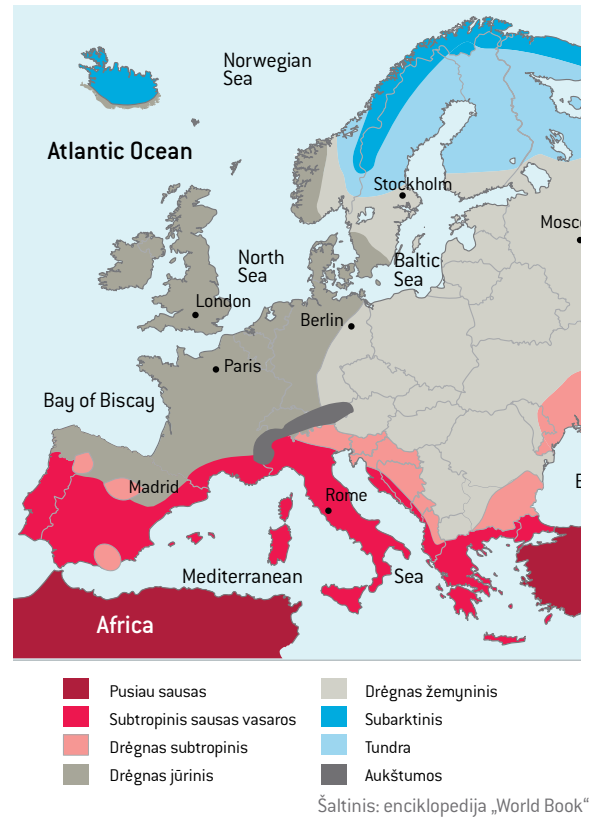 Norwegian
Sea
Atlantic Ocean
Stockholm
Mosc
North
Sea
Baltic
Sea
London
Berlin
Paris
Bay of Biscay
Madrid
Rome
Mediterranean
Sea
Africa
Pusiau sausas
Subtropinis sausas vasaros
Drėgnas subtropinis
Drėgnas jūrinis
Drėgnas žemyninis
Subarktinis
Tundra
Aukštumos
Šaltinis: enciklopedija „World Book“